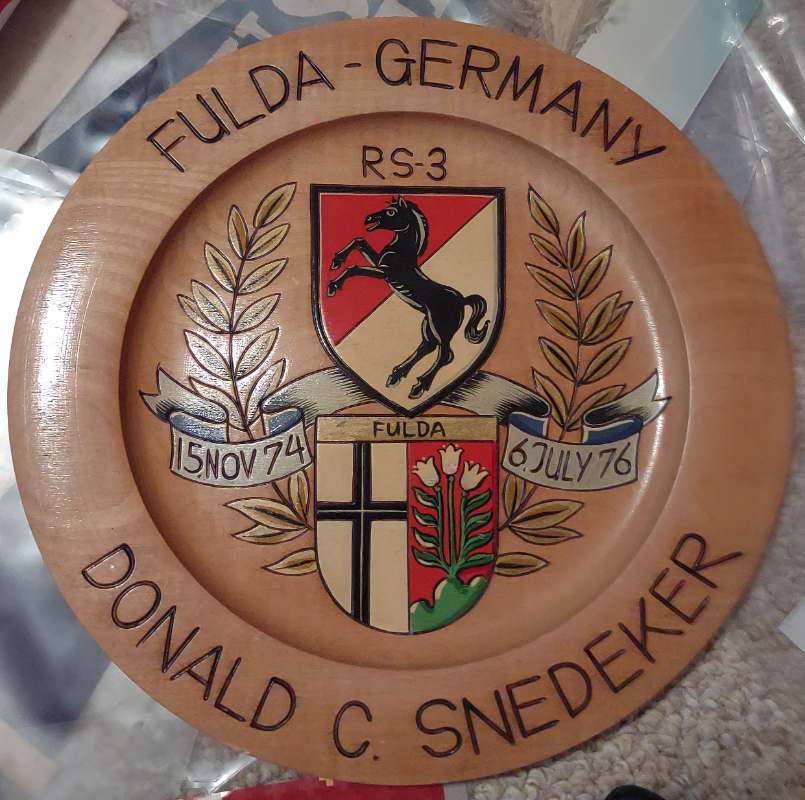 FULDA - GERMANY
RS-3
15.NOV 74
FULDA
6.JULY 76
DONALD C. SNEDEKER